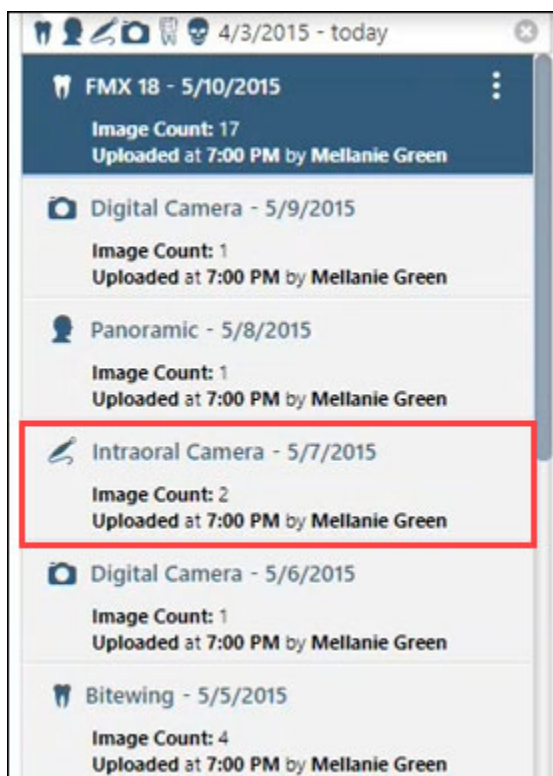 4/3/2015 - today
FMX 18 - 5/10/2015
Image Count: 17
Uploaded at 7:00 PM by Mellanie Green
Digital Camera - 5/9/2015
Image Count: 1
Uploaded at 7:00 PM by Mellanie Green
Panoramic - 5/8/2015
Image Count: 1
Uploaded at 7:00 PM by Mellanie Green
Intraoral Camera - 5/7/2015
Image Count: 2
Uploaded at 7:00 PM by Mellanie Green
Digital Camera - 5/6/2015
Image Count: 1
Uploaded at 7:00 PM by Mellanie Green
Bitewing - 5/5/2015
Image Count: 4
Uploaded at 7:00 PM by Mellanie Green